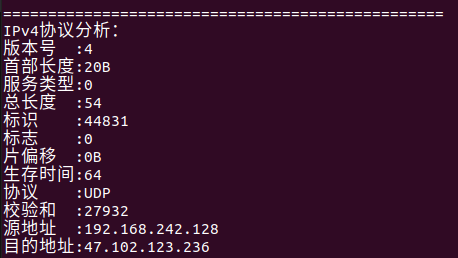 ==================================================
IPv4协议分析：
版本号  :4
首部长度:20B
服务类型:0
总长度  :54
标识    :44831
标志    :0
片偏移  :0B
生存时间:64
协议    :UDP
校验和  :27932
源地址  :192.168.242.128
目的地址:47.102.123.236